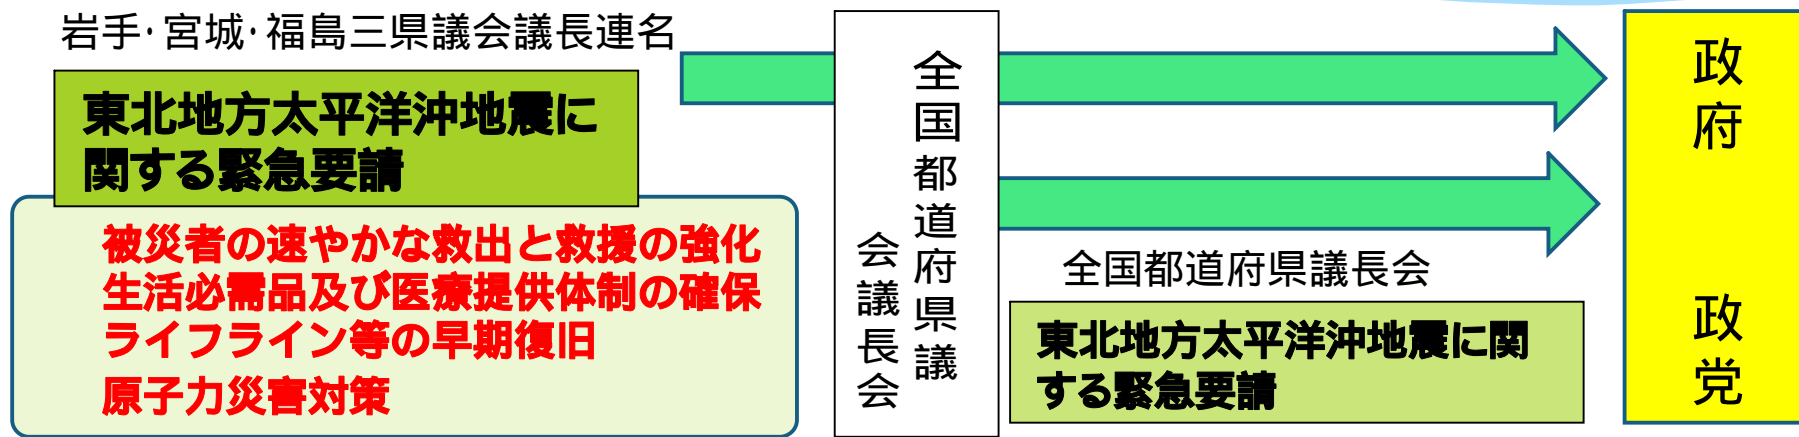 岩手･宮城･福島三県議会議長連名
東北地方太平洋沖地震に
関する緊急要請
被災者の速やかな救出と救援の強化
生活必需品及び医療提供体制の確保
ライフライン等の早期復旧
原子力災害対策
全国都道府県議
会議長会
全国都道府県議長会
東北地方太平洋沖地震に関
する緊急要請
政府
政党